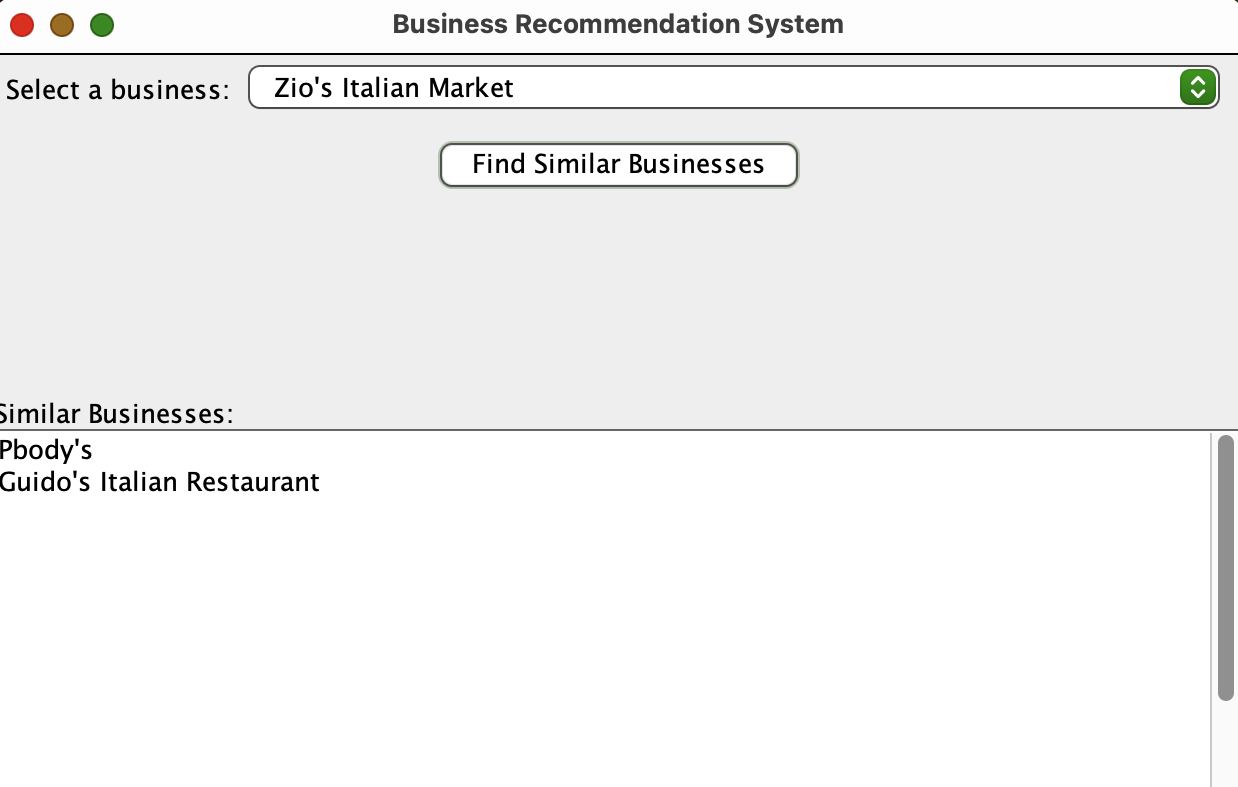 Business Recommendation System
Select a business: Zio's Italian Market
Find Similar Businesses
Similar Businesses:
Pbody's
Guido's Italian Restaurant